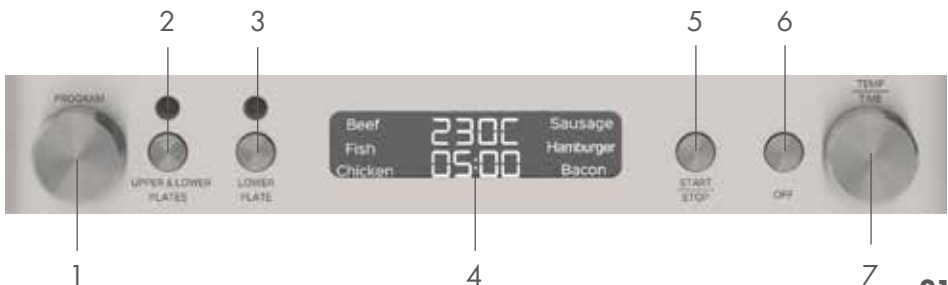 2 3 5 6
PROGRAM
TEMP
TIME
Beef 230C Sausage
Fish Hamburger
Chicken 05:00 Bacon
UPPER & LOWER
PLATES
LOWER
PLATE
START
STOP
OFF
1 4 7